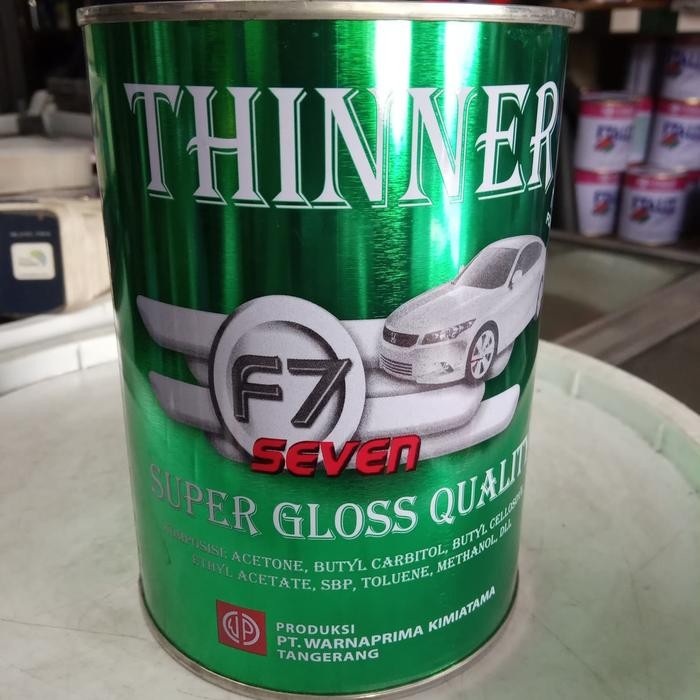 THINNER
F7
SEVEN
SUPER GLOSS QUALITY
KOMPOSISI: ACETONE, BUTYL CARBITOL, BUTYL CELLOSOLVE
ETHYL ACETATE, SBP, TOLUENE, METHANOL, DLL
WP
PRODUKSI
PT. WARNAPRIMA KIMIATAMA
TANGERANG